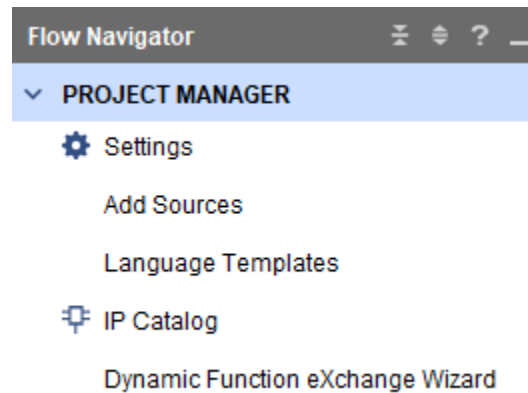 Flow Navigator ?
PROJECT MANAGER
Settings
Add Sources
Language Templates
IP Catalog
Dynamic Function eXchange Wizard